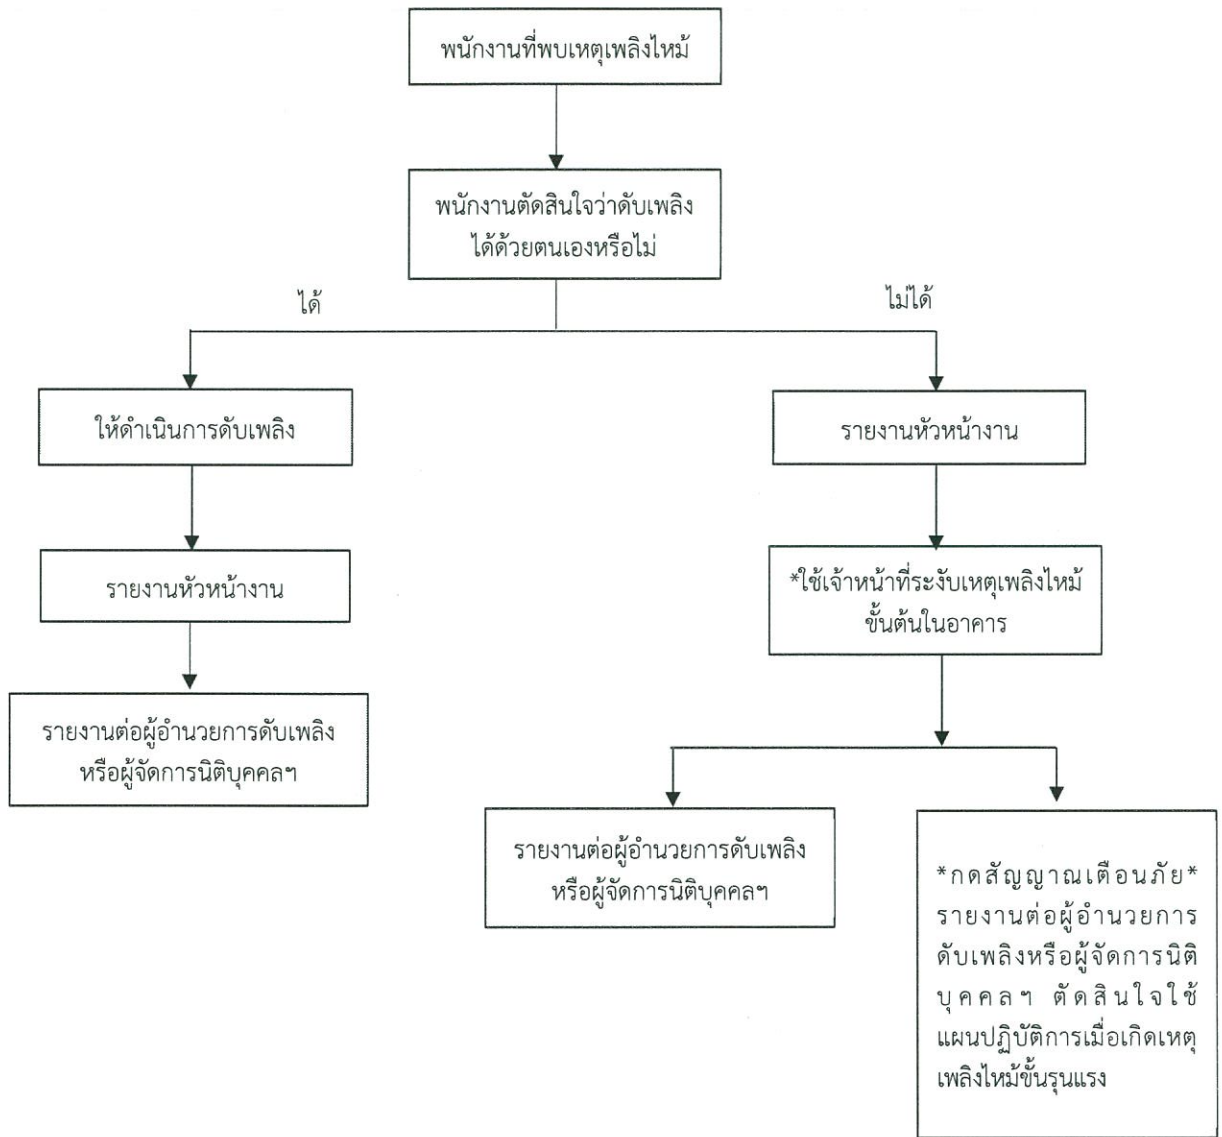 พนักงานที่พบเหตุเพลิงไหม้
พนักงานตัดสินใจว่าดับเพลิง
ได้ด้วยตนเองหรือไม่
ได้
ไม่ได้
ให้ดำเนินการดับเพลิง
รายงานหัวหน้างาน
รายงานหัวหน้างาน
*ใช้เจ้าหน้าที่ระงับเหตุเพลิงไหม้
ขั้นต้นในอาคาร
รายงานต่อผู้อำนวยการดับเพลิง
หรือผู้จัดการนิติบุคคลฯ
รายงานต่อผู้อำนวยการดับเพลิง
หรือผู้จัดการนิติบุคคลฯ
*กดสัญญาณเตือนภัย*
รายงานต่อผู้อำนวยการ
ดับเพลิงหรือผู้จัดการนิติ
บุคคลฯ ตัดสินใจใช้
แผนปฏิบัติการเมื่อเกิดเหตุ
เพลิงไหม้ขั้นรุนแรง